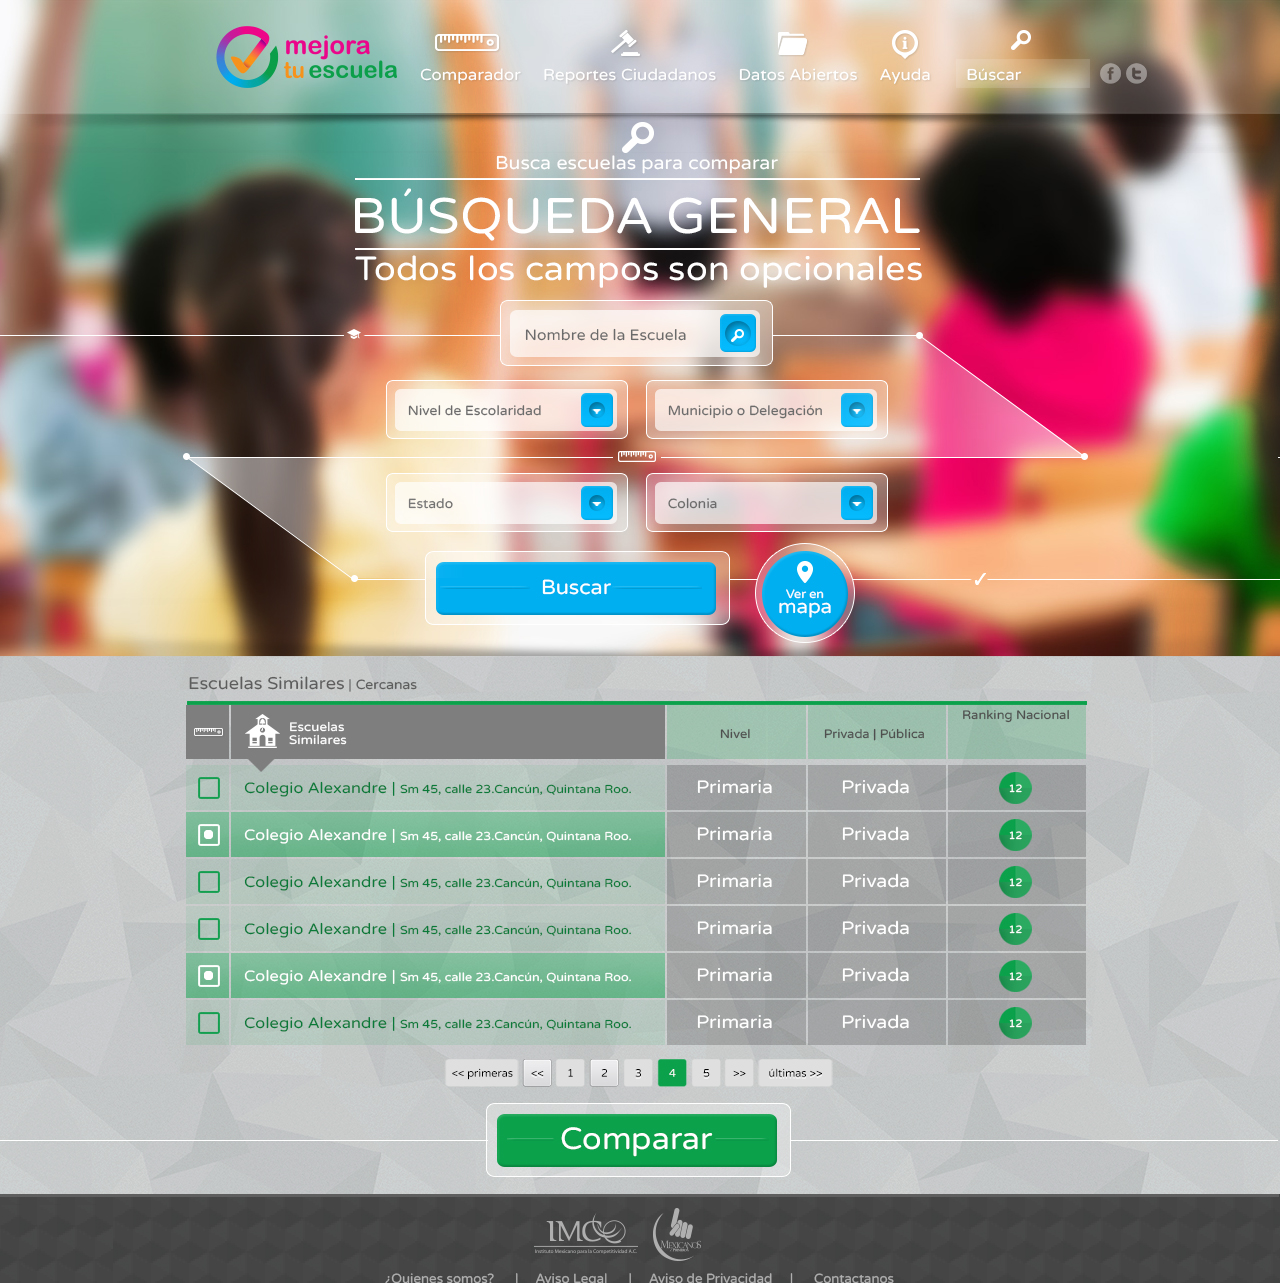 mejora
tu escuela
Comparador
Reportes Ciudadanos
Datos Abiertos
Ayuda
Búscar
Busca escuelas para comparar
BÚSQUEDA GENERAL
Todos los campos son opcionales
Nombre de la Escuela
Nivel de Escolaridad
Municipio o Delegación
Estado
Colonia
Buscar
Ver en
mapa
Escuelas Similares | Cercanas
Escuelas
Similares
Nivel
Privada | Pública
Ranking Nacional
Colegio Alexandre | Sm 45, calle 23.Cancún, Quintana Roo. Primaria Privada 12
Colegio Alexandre | Sm 45, calle 23.Cancún, Quintana Roo. Primaria Privada 12
Colegio Alexandre | Sm 45, calle 23.Cancún, Quintana Roo. Primaria Privada 12
Colegio Alexandre | Sm 45, calle 23.Cancún, Quintana Roo. Primaria Privada 12
Colegio Alexandre | Sm 45, calle 23.Cancún, Quintana Roo. Primaria Privada 12
Colegio Alexandre | Sm 45, calle 23.Cancún, Quintana Roo. Primaria Privada 12
<< primeras << 1 2 3 4 5 >> últimas >>
Comparar
IMCO
Instituto Mexicano para la Competitividad A.C.
MEXICANOS
¿Quienes somos? | Aviso Legal | Aviso de Privacidad | Contactanos